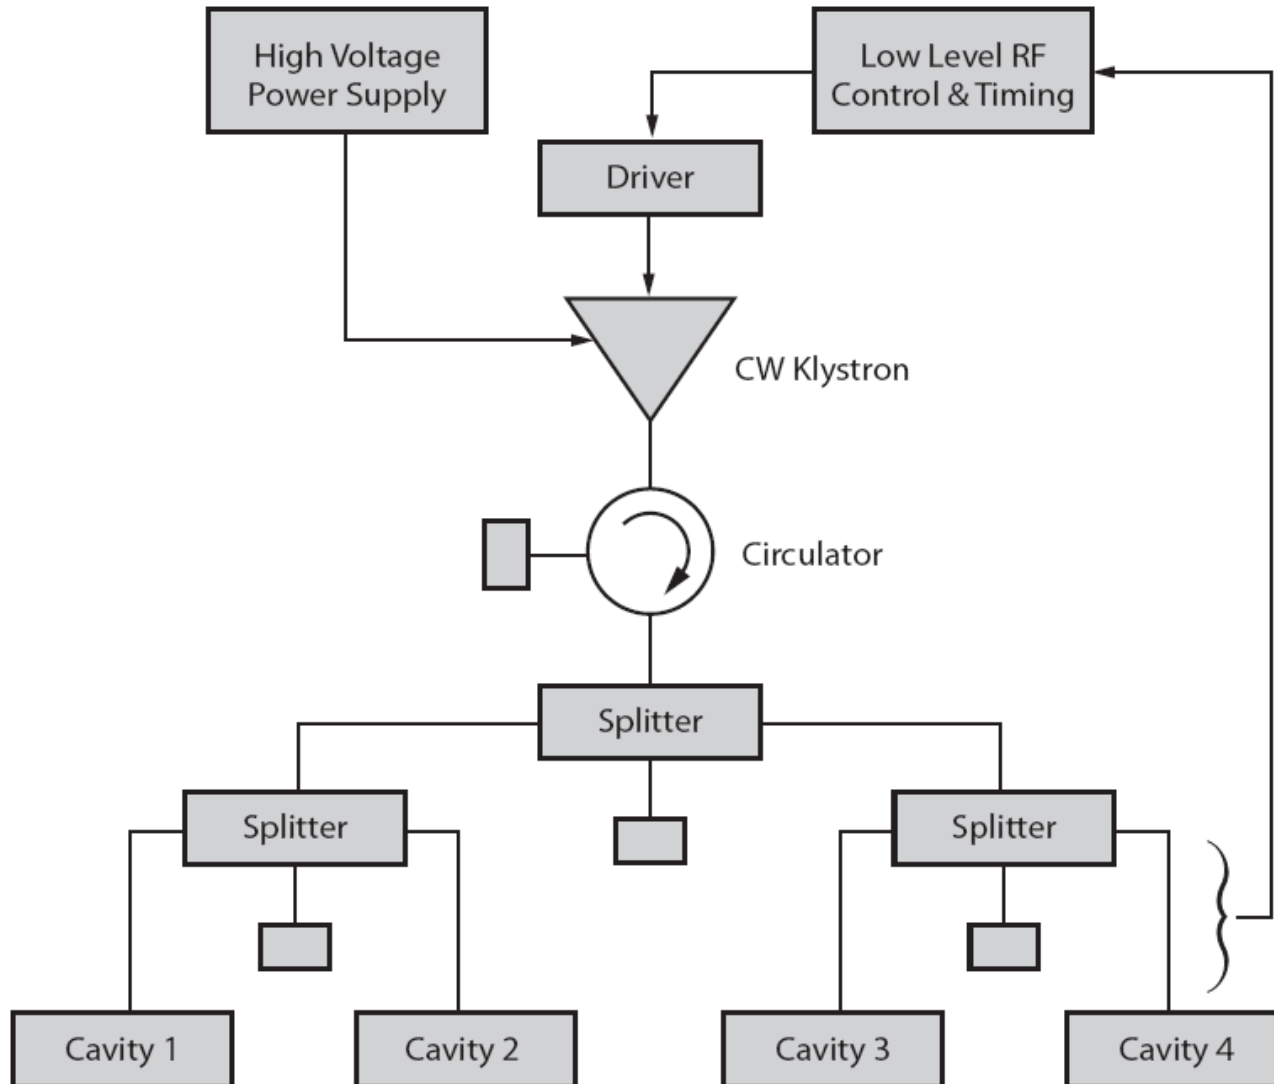 High Voltage
Power Supply
Low Level RF
Control & Timing
Driver
CW Klystron
Circulator
Splitter
Splitter
Splitter
Cavity 1
Cavity 2
Cavity 3
Cavity 4